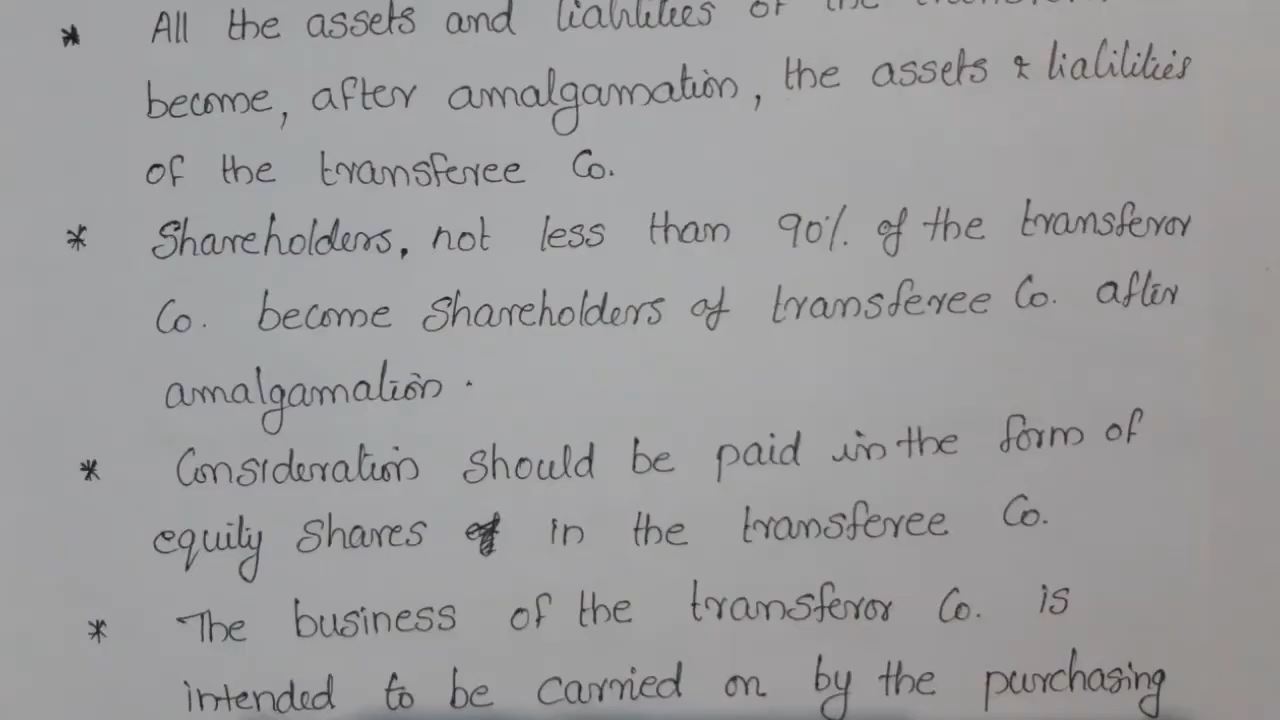 * All the assets and liabilities of the
become, after amalgamation, the assets & lialilities
of the transferee Co.
* Shareholders, not less than 90% of the transferor
Co. become Shareholders of transferee Co. after
amalgamation.
* Consideration should be paid in the form of
equity shares in the transferee Co.
* The business of the transferor Co. is
intended to be carried on by the purchasing